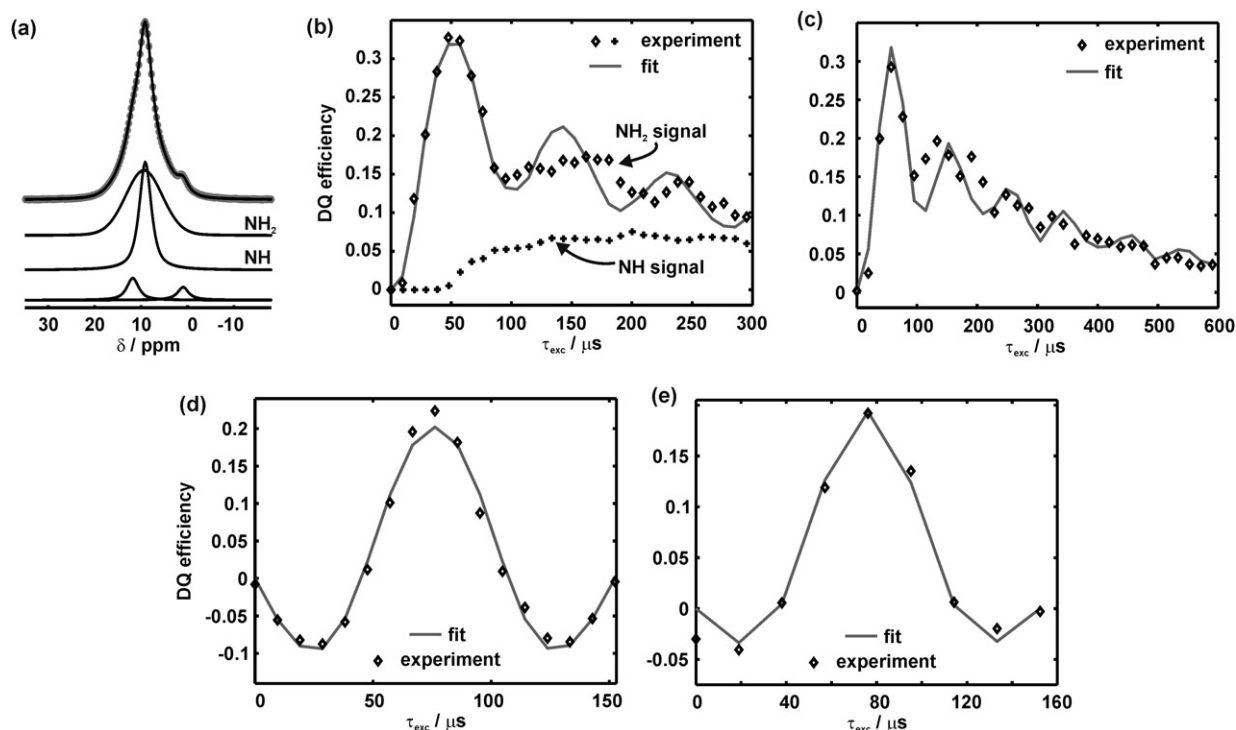 (a)
NH2
NH
30 20 10 0 -10
δ / ppm
(b)
experiment
fit
NH2 signal
NH signal
DQ efficiency
0.3
0.25
0.2
0.15
0.1
0.05
0
0 50 100 150 200 250 300
τexc / μs
(c)
experiment
fit
0.3
0.25
0.2
0.15
0.1
0.05
0
0 100 200 300 400 500 600
τexc / μs
(d)
DQ efficiency
0.2
0.15
0.1
0.05
0
-0.05
-0.1
fit
experiment
0 50 100 150
τexc / μs
(e)
0.15
0.1
0.05
0
-0.05
fit
experiment
0 40 80 120 160
τexc / μs